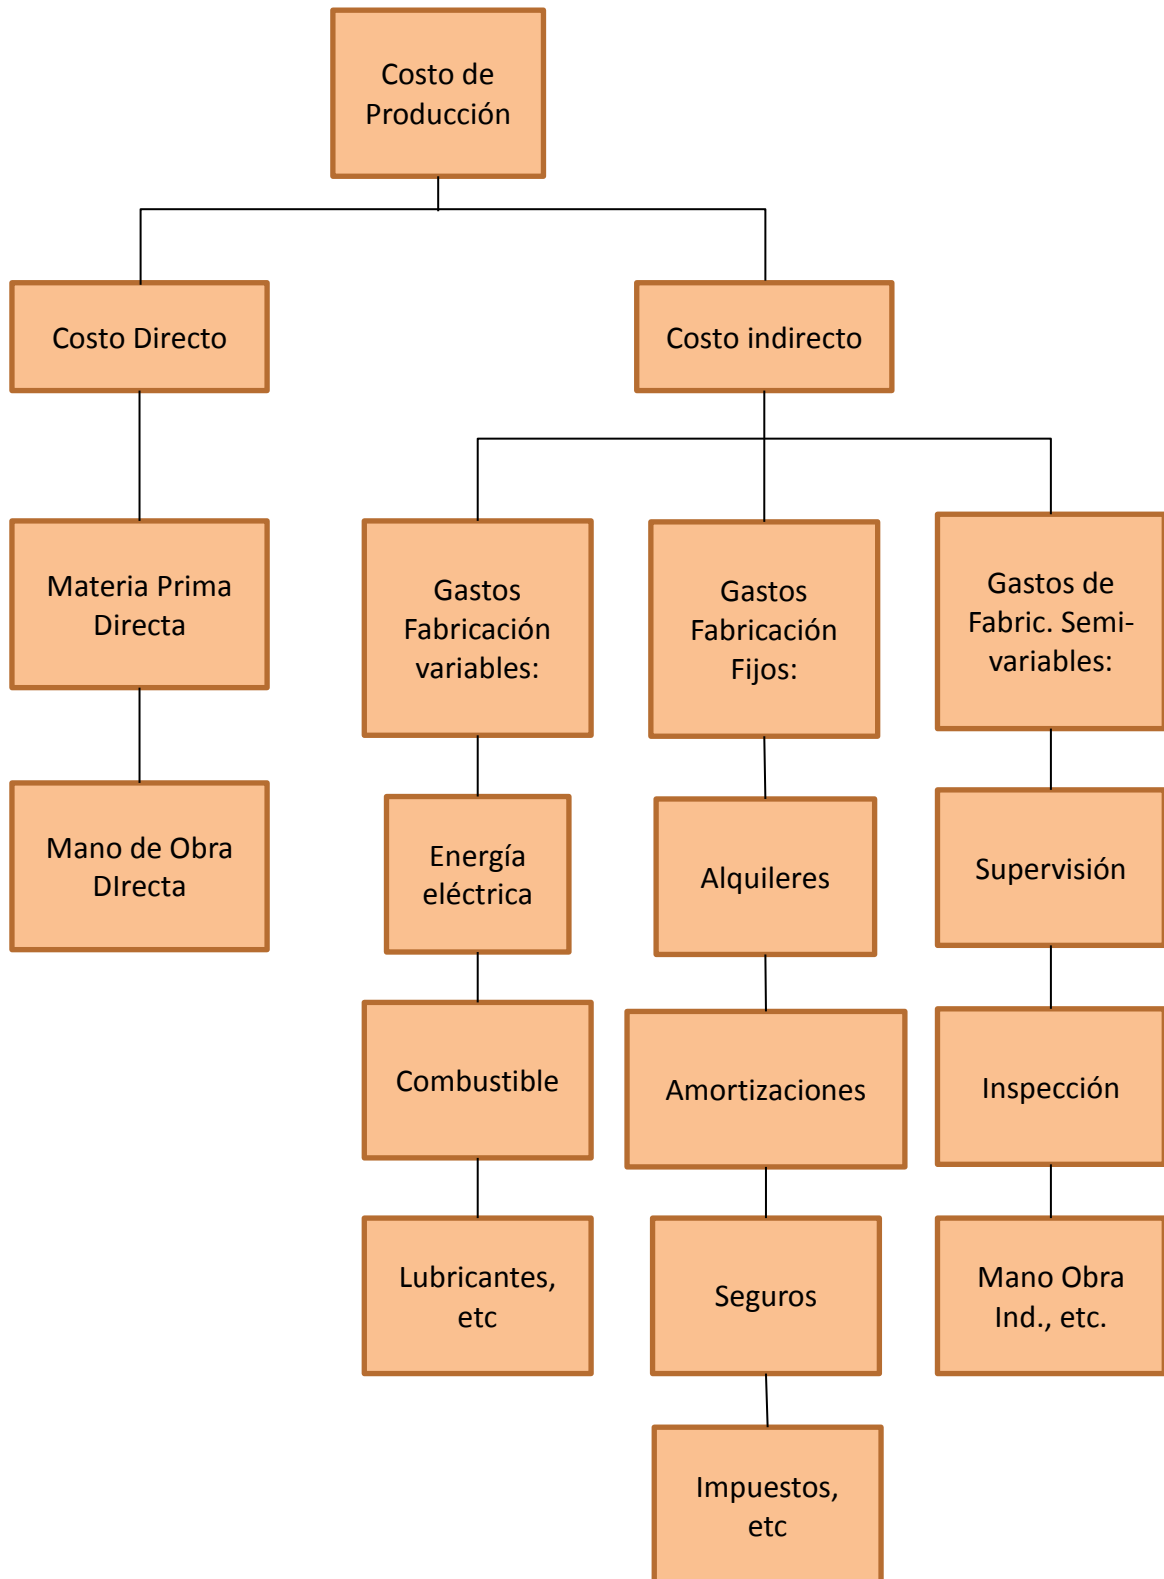 Costo de
Producción
Costo Directo
Costo indirecto
Materia Prima
Directa
Gastos
Fabricación
variables:
Gastos
Fabricación
Fijos:
Gastos de
Fabric. Semi-
variables:
Mano de Obra
DIrecta
Energía
eléctrica
Alquileres
Supervisión
Combustible
Amortizaciones
Inspección
Lubricantes,
etc
Seguros
Mano Obra
Ind., etc.
Impuestos,
etc